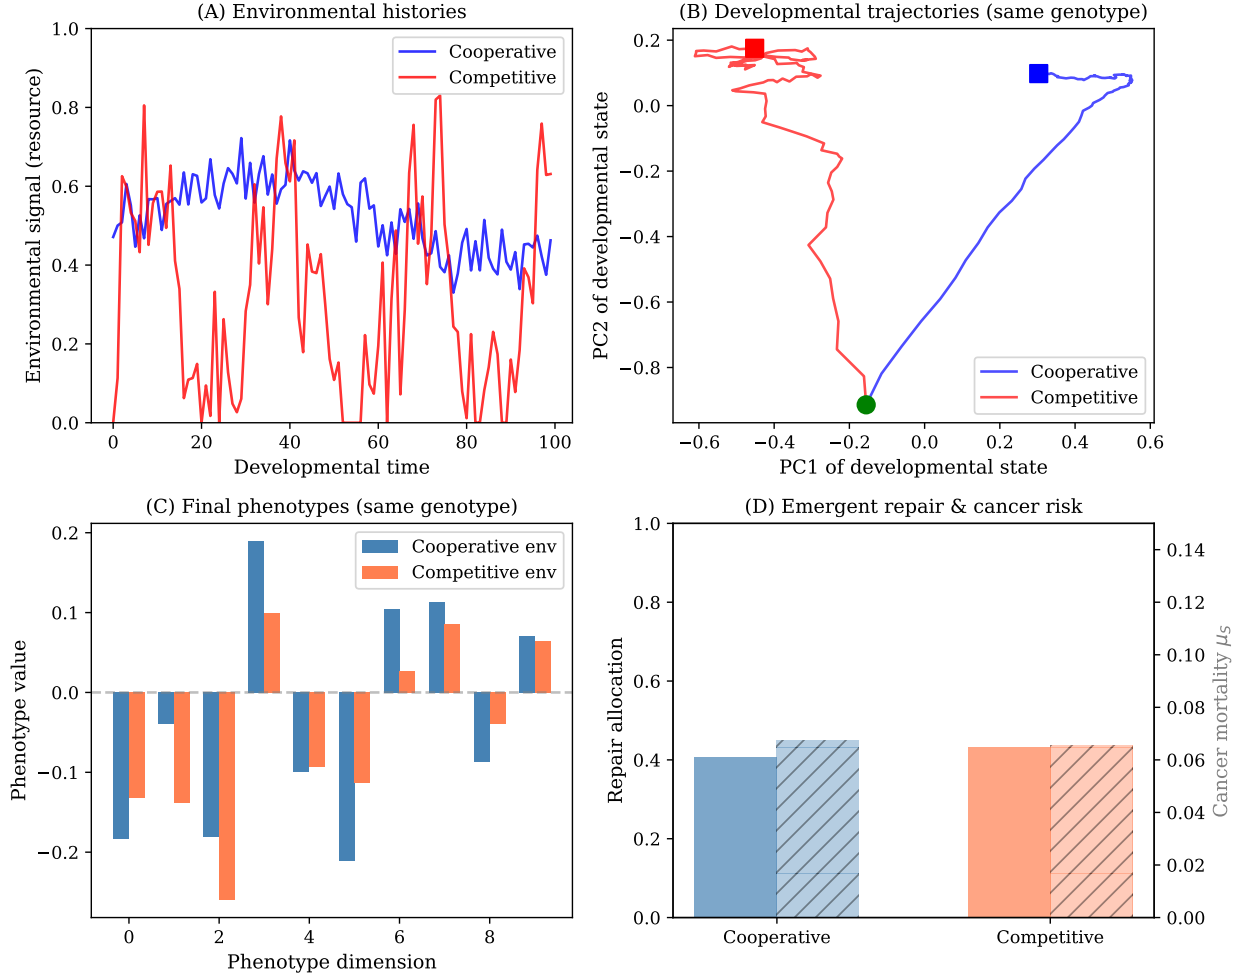 (A) Environmental histories
Environmental signal (resource)
1.0
0.8
0.6
0.4
0.2
0.0
Cooperative
Competitive
0
20
40
60
80
100
Developmental time
(B) Developmental trajectories (same genotype)
PC2 of developmental state
0.2
0.0
−0.2
−0.4
−0.6
−0.8
Cooperative
Competitive
−0.6
−0.4
−0.2
0.0
0.2
0.4
0.6
PC1 of developmental state
(C) Final phenotypes (same genotype)
Phenotype value
0.2
0.1
0.0
−0.1
−0.2
Cooperative env
Competitive env
0
2
4
6
8
Phenotype dimension
(D) Emergent repair & cancer risk
Repair allocation
1.0
0.8
0.6
0.4
0.2
0.0
Cooperative
Competitive
0.14
0.12
0.10
0.08
0.06
0.04
0.02
0.00
Cancer mortality μS